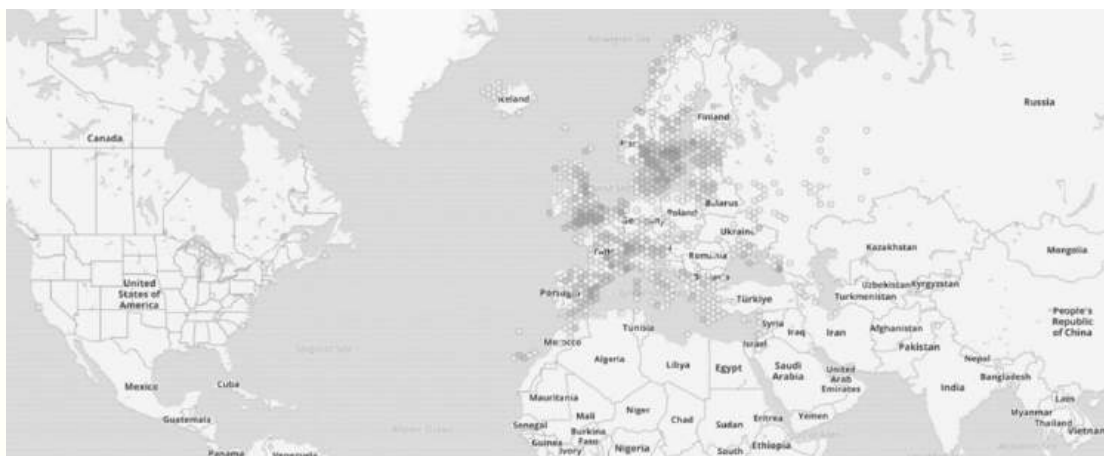 Iceland
Russia
Canada
Finland
Belarus
Poland
Ukraine
Kazakhstan
Mongolia
Romania
United
States of
America
Uzbekistan
Kyrgyzstan
Turkmenistan
Portugal
Türkiye
People's
Republic
of China
Tunisia
Syria
Iraq
Iran
Afghanistan
Morocco
Israel
Pakistan
Algeria
Libya
Egypt
Saudi
Arabia
United
Arab
Emirates
Nepal
Bangladesh
Mexico
Cuba
India
Mauritania
Laos
Myanmar
Thailand
Vietnam
Mali
Niger
Chad
Sudan
Eritrea
Yemen
Guatemala
Senegal
Burkina
Faso
Guinea
Ivory
Nigeria
South
Ethiopia
Panama
Venezuela